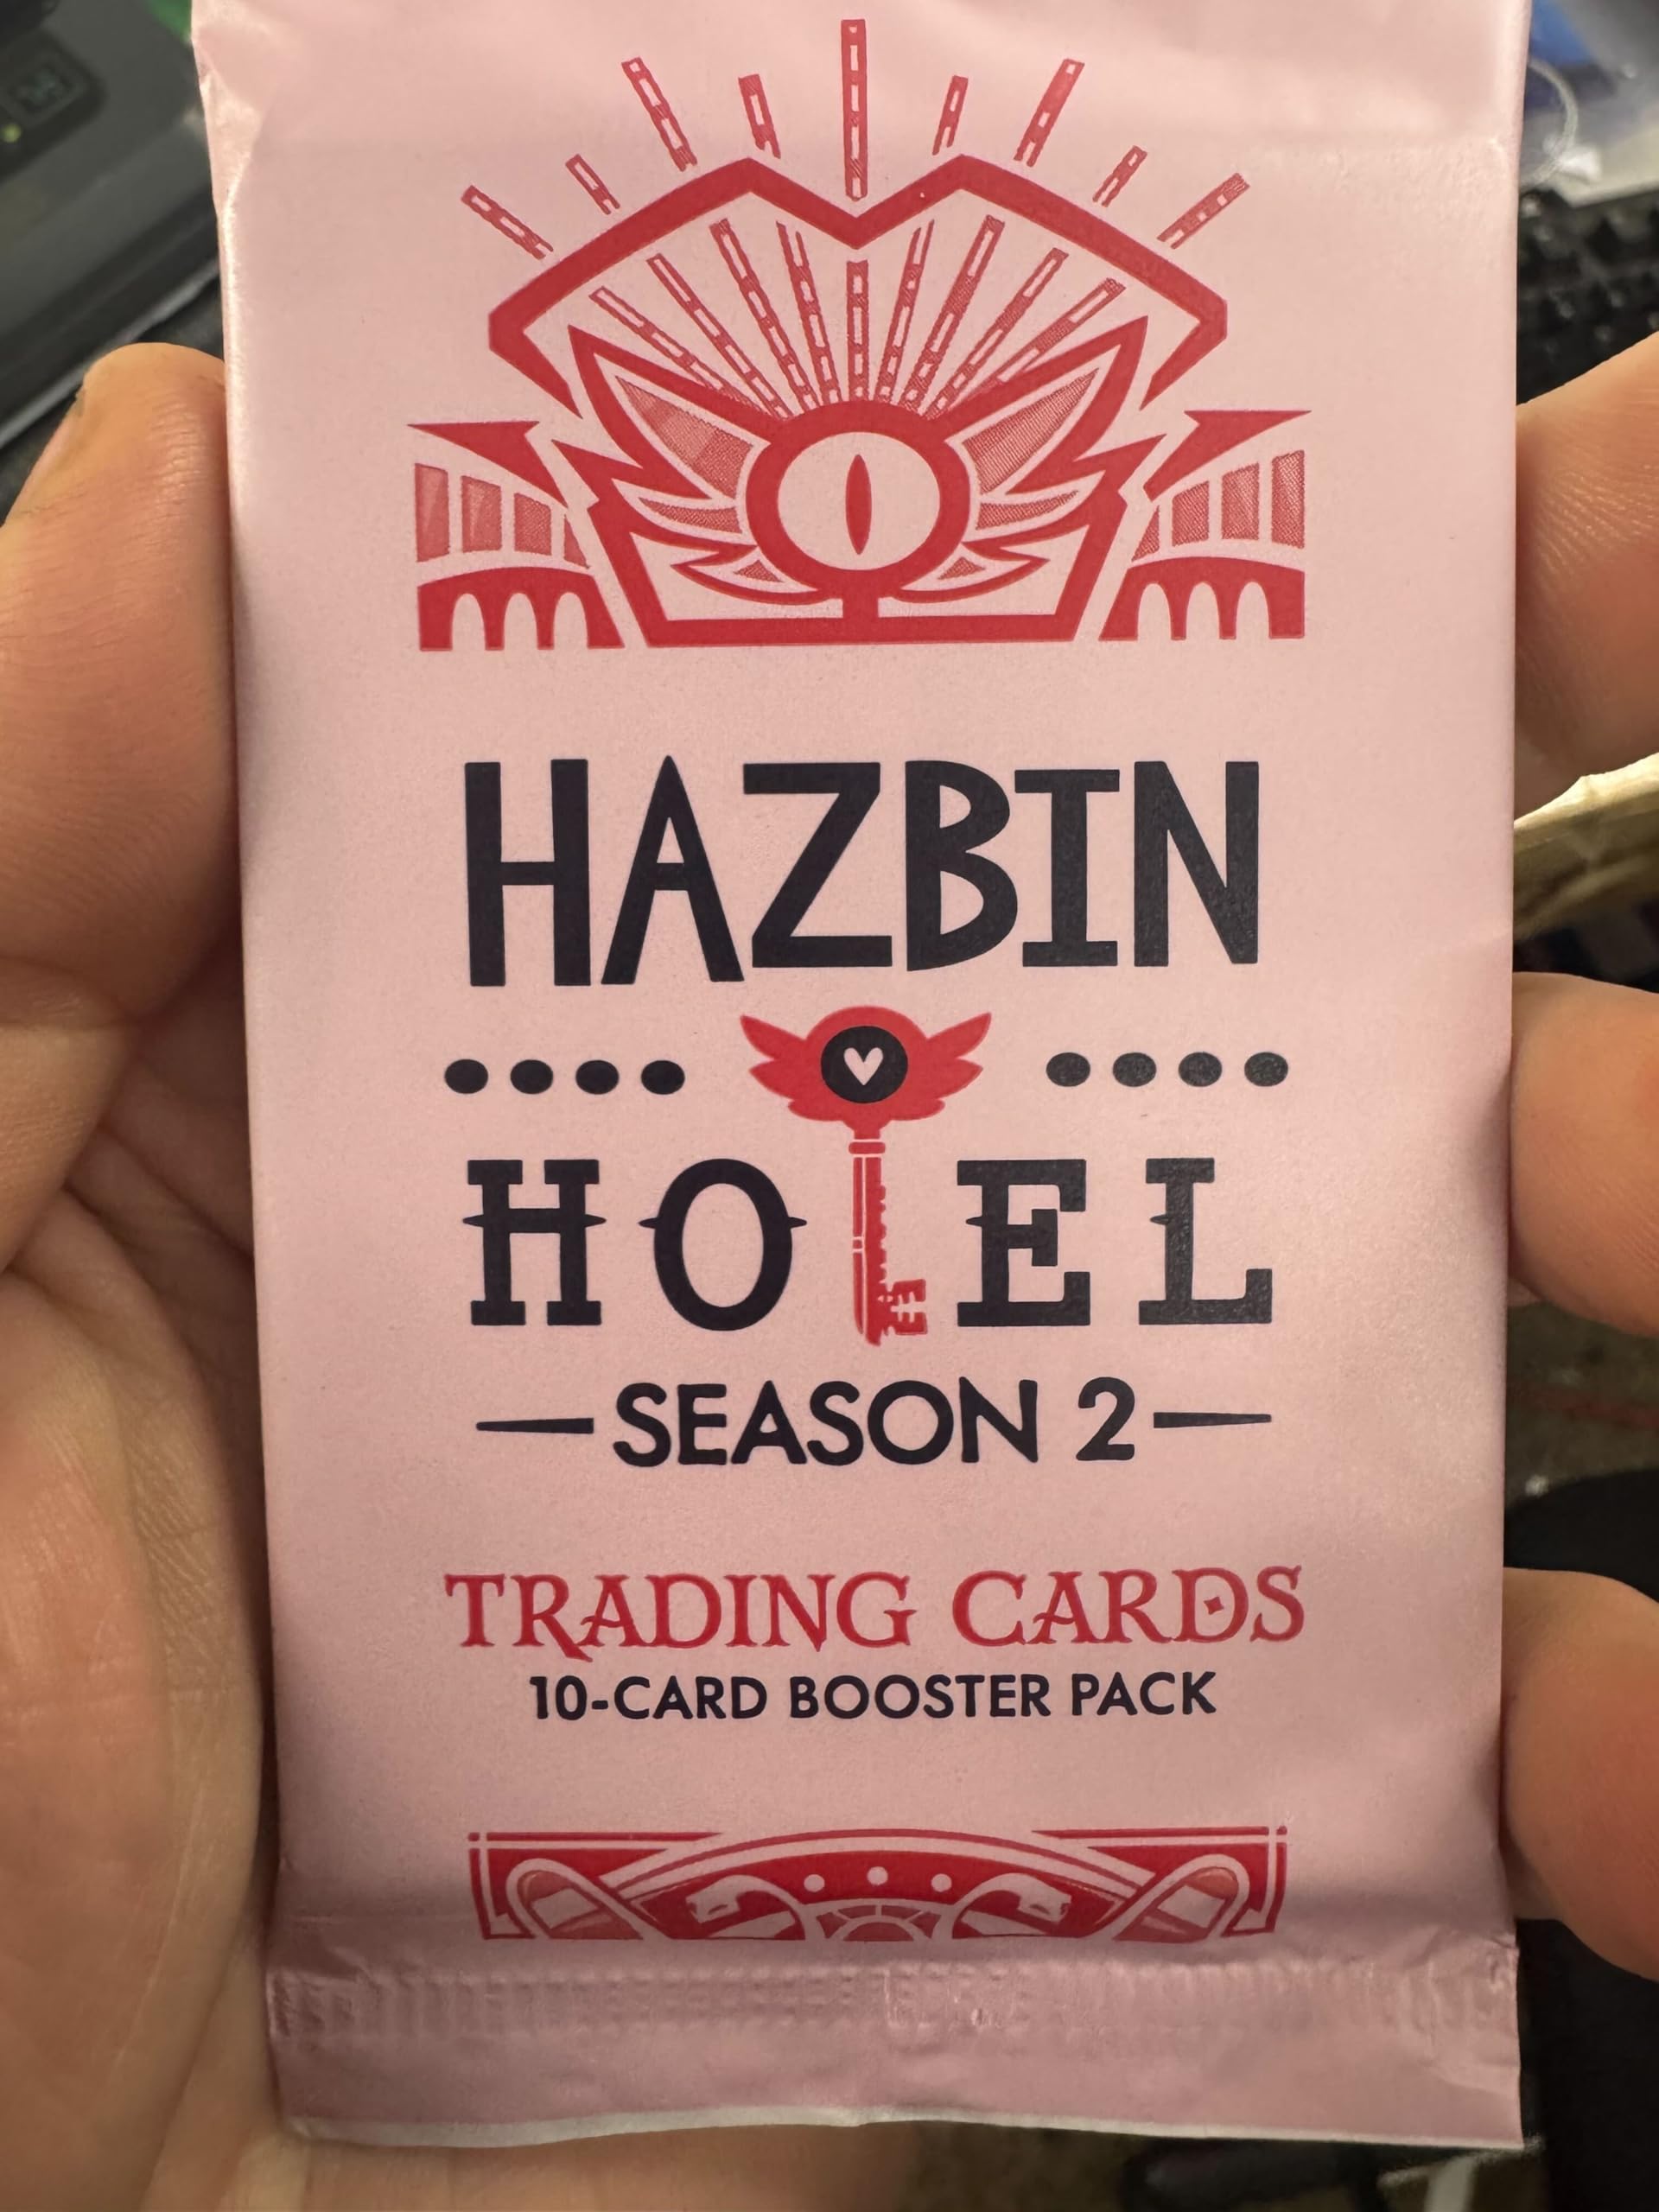 HAZBIN
HOTEL
SEASON 2
TRADING CARDS
10-CARD BOOSTER PACK